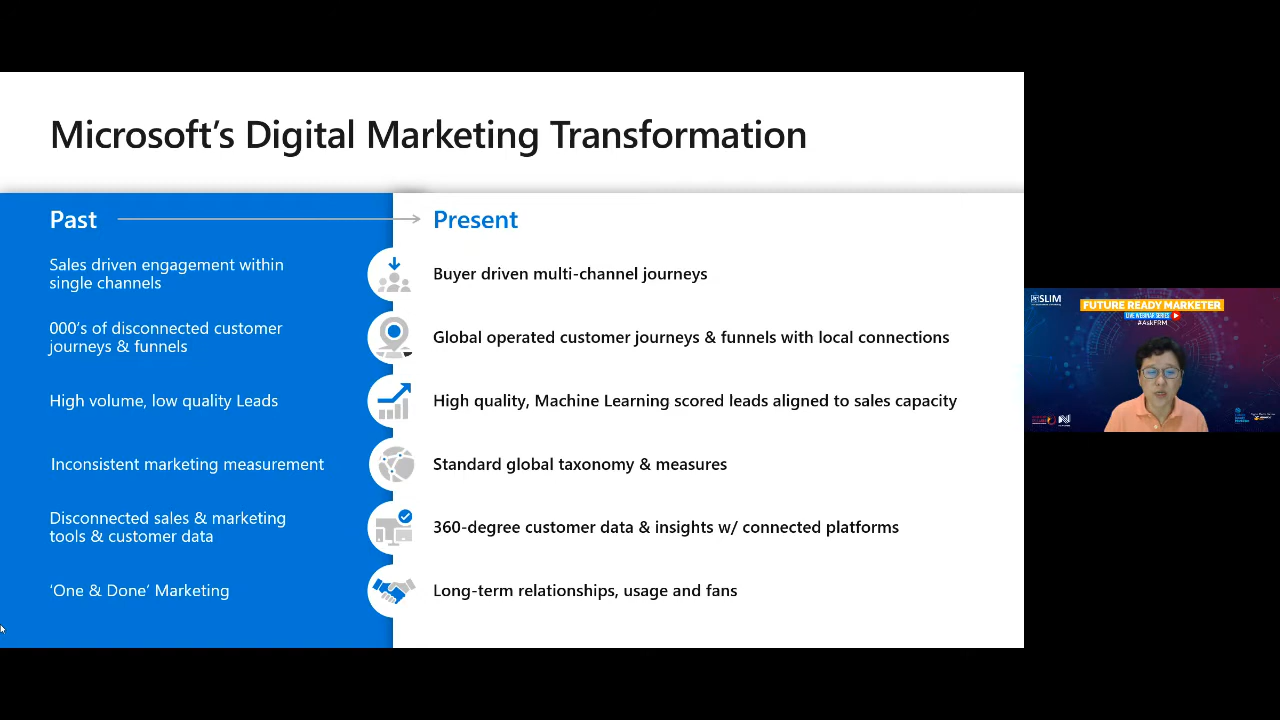 Microsoft's Digital Marketing Transformation
Past
Present
Sales driven engagement within
single channels
Buyer driven multi-channel journeys
000's of disconnected customer
journeys & funnels
Global operated customer journeys & funnels with local connections
High volume, low quality Leads
High quality, Machine Learning scored leads aligned to sales capacity
Inconsistent marketing measurement
Standard global taxonomy & measures
Disconnected sales & marketing
tools & customer data
360-degree customer data & insights w/ connected platforms
‘One & Done’ Marketing
Long-term relationships, usage and fans
SLIM
FUTURE READY MARKETER
LIVE WEBINAR SERIES
#AskFRM